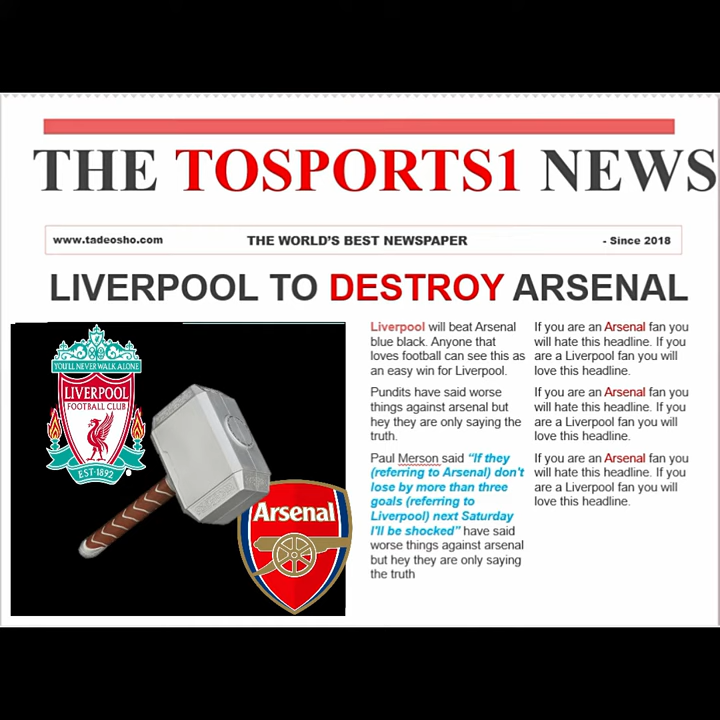 THE TOSPORTS1 NEWS
www.tadeosho.com THE WORLD'S BEST NEWSPAPER - Since 2018
LIVERPOOL TO DESTROY ARSENAL
YOU'LL NEVER WALK ALONE
LIVERPOOL
FOOTBALL CLUB
EST·1892
Arsenal
Liverpool will beat Arsenal
blue black. Anyone that
loves football can see this as
an easy win for Liverpool.
Pundits have said worse
things against arsenal but
hey they are only saying the
truth.
Paul Merson said “If they
(referring to Arsenal) don't
lose by more than three
goals (referring to
Liverpool) next Saturday
I'll be shocked” have said
worse things against arsenal
but hey they are only saying
the truth
If you are an Arsenal fan you
will hate this headline. If you
are a Liverpool fan you will
love this headline.
If you are an Arsenal fan you
will hate this headline. If you
are a Liverpool fan you will
love this headline.
If you are an Arsenal fan you
will hate this headline. If you
are a Liverpool fan you will
love this headline.